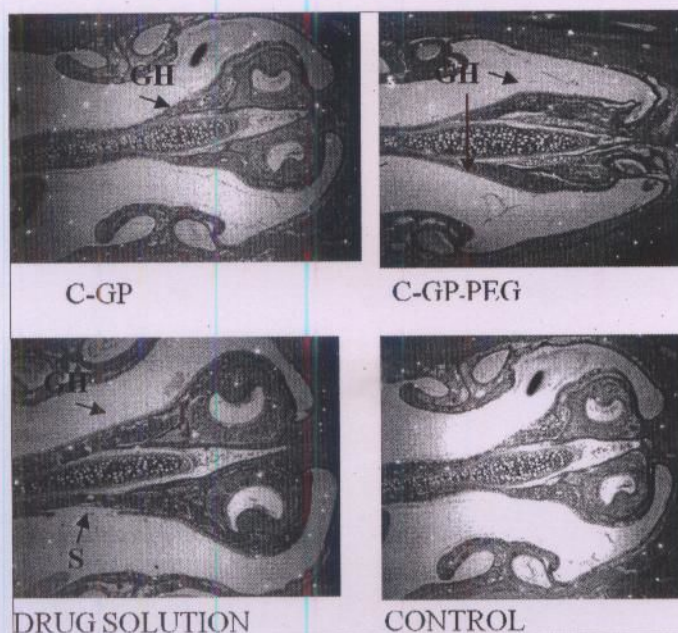 GH
GH
C-GP
C-GP-PEG
GH
S
DRUG SOLUTION
CONTROL